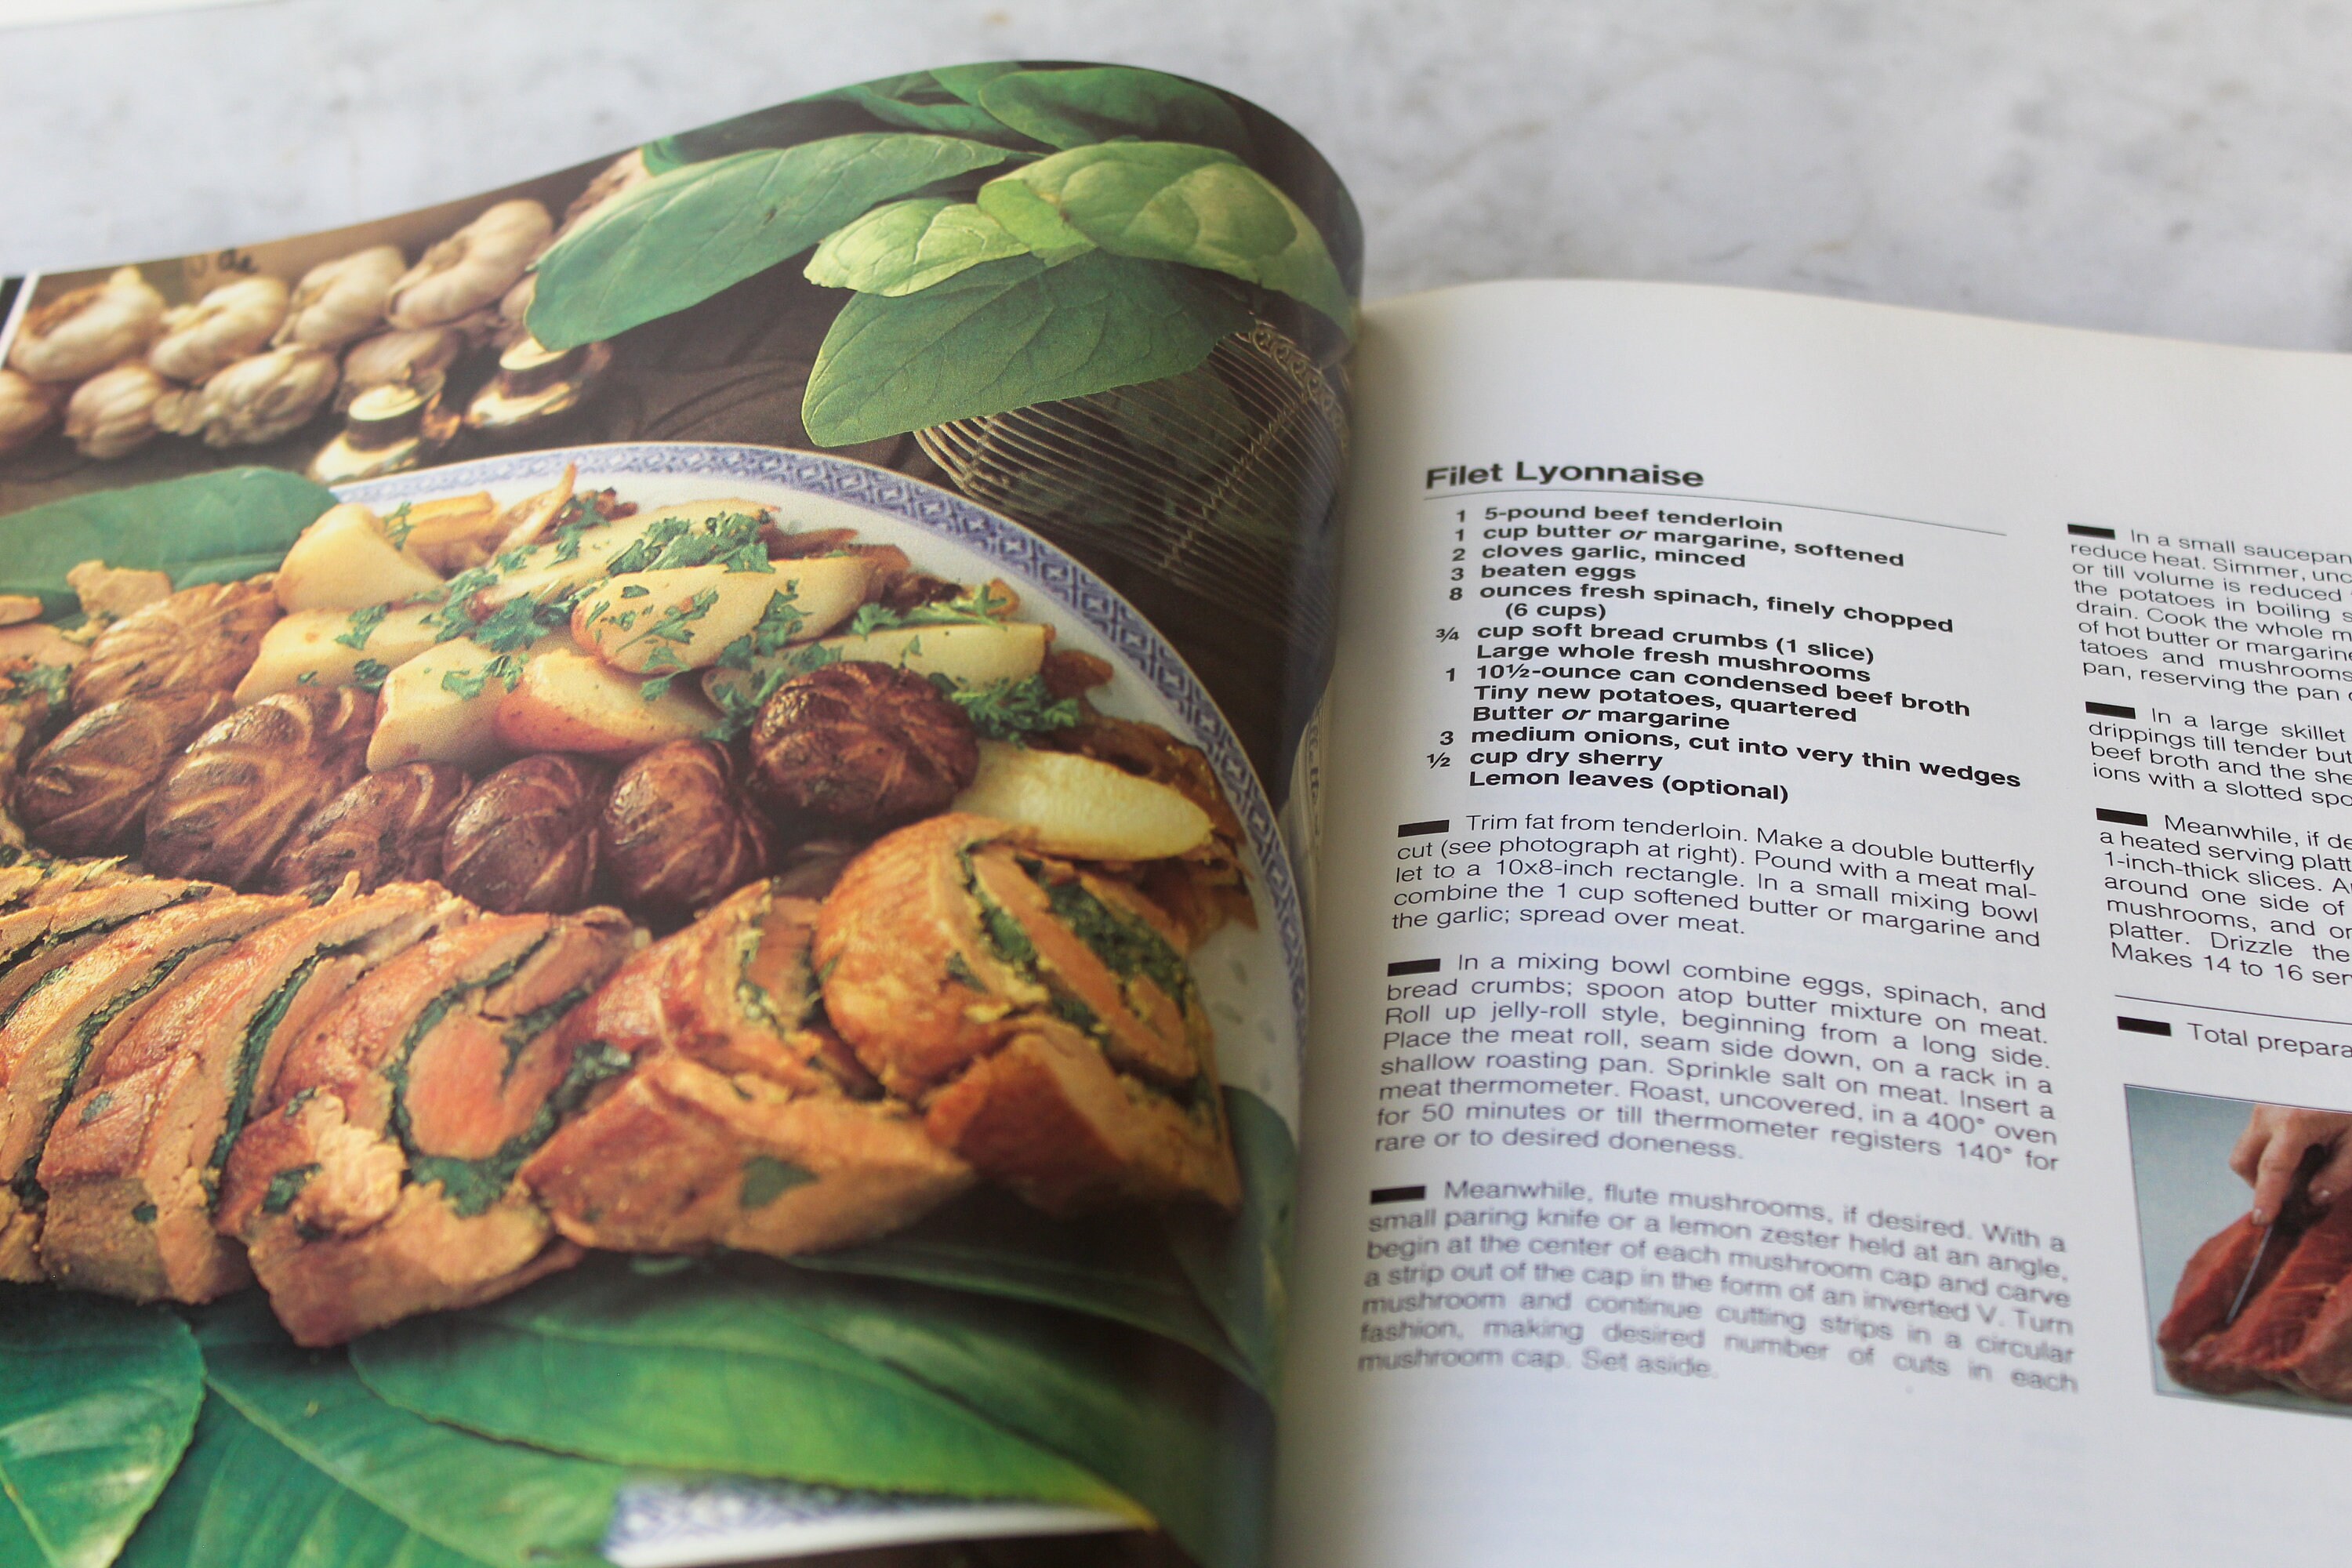 Filet Lyonnaise
1 5-pound beef tenderloin
1 cup butter or margarine, softened
2 cloves garlic, minced
3 beaten eggs
8 ounces fresh spinach, finely chopped
(6 cups)
¾ cup soft bread crumbs (1 slice)
Large whole fresh mushrooms
1 10½-ounce can condensed beef broth
Tiny new potatoes, quartered
Butter or margarine
3 medium onions, cut into very thin wedges
½ cup dry sherry
Lemon leaves (optional)
Trim fat from tenderloin. Make a double butterfly
cut (see photograph at right). Pound with a meat mal-
let to a 10x8-inch rectangle. In a small mixing bowl
combine the 1 cup softened butter or margarine and
the garlic; spread over meat.
In a mixing bowl combine eggs, spinach, and
bread crumbs; spoon atop butter mixture on meat.
Roll up jelly-roll style, beginning from a long side.
Place the meat roll, seam side down, on a rack in a
shallow roasting pan. Sprinkle salt on meat. Insert a
meat thermometer. Roast, uncovered, in a 400° oven
for 50 minutes or till thermometer registers 140° for
rare or to desired doneness.
Meanwhile, flute mushrooms, if desired. With a
small paring knife or a lemon zester held at an angle,
begin at the center of each mushroom cap and carve
a strip out of the cap in the form of an inverted V. Turn
mushroom and continue cutting strips in a circular
fashion, making desired number of cuts in each
mushroom cap. Set aside.
In a small saucepan
reduce heat. Simmer, unc
or till volume is reduced
the potatoes in boiling s
drain. Cook the whole m
of hot butter or margarine
tatoes and mushrooms
pan, reserving the pan
In a large skillet
drippings till tender but
beef broth and the she
ions with a slotted spo
Meanwhile, if de
a heated serving platt
1-inch-thick slices. A
around one side of
mushrooms, and on
platter. Drizzle the
Makes 14 to 16 ser
Total prepara